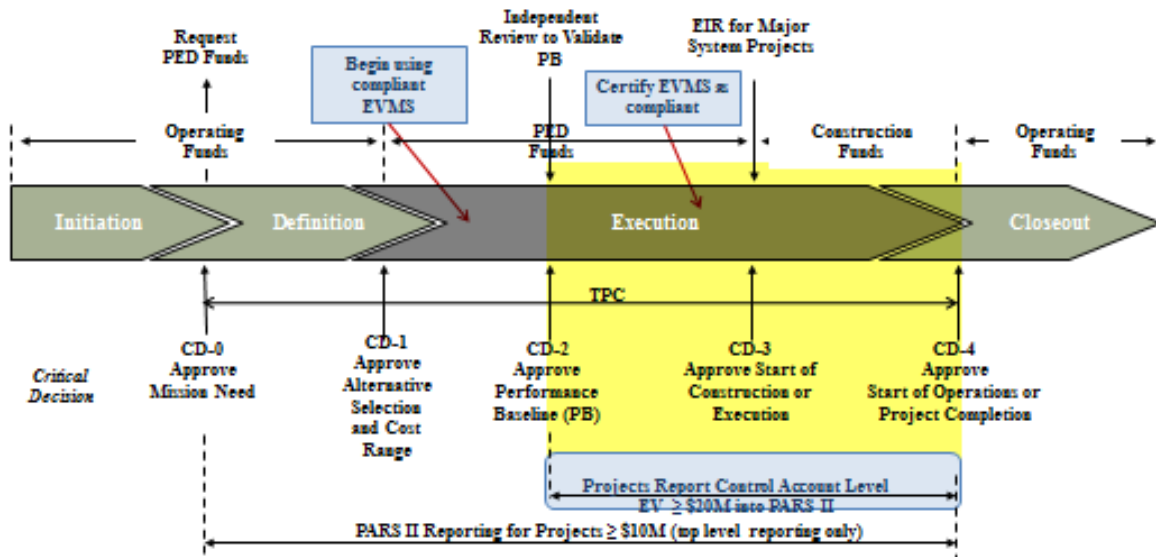 Request
PED Funds
Independent
Review to Validate
PB
EIR for Major
System Projects
Begin using
compliant
EVMS
Certify EVMS as
compliant
Operating
Funds
PED
Funds
Construction
Funds
Operating
Funds
Initiation
Definition
Execution
Closeout
TPC
Critical
Decision
CD-0
Approve
Mission Need
CD-1
Approve
Alternative
Selection
and Cost
Range
CD-2
Approve
Performance
Baseline (PB)
CD-3
Approve Start of
Construction or
Execution
CD-4
Approve
Start of Operations or
Project Completion
Projects Report Control Account Level
EV ≥ $20M into PARS II
PARS II Reporting for Projects ≥ $10M (top level reporting only)